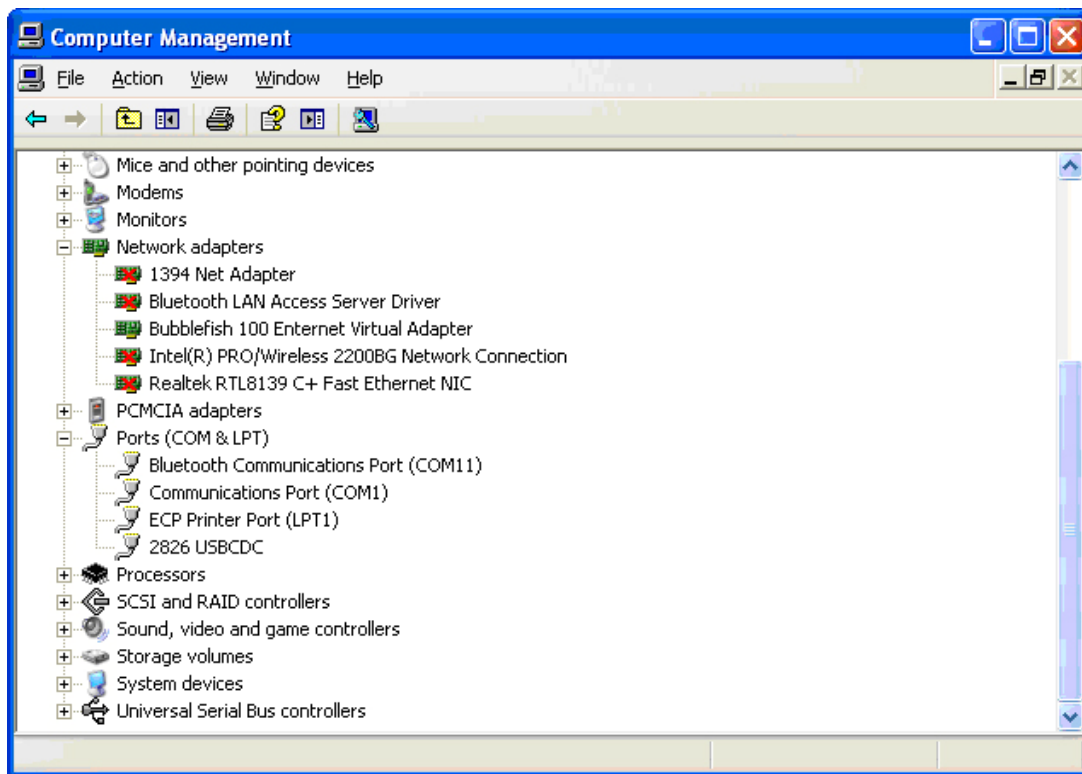 Computer Management
File Action View Window Help
Mice and other pointing devices
Modems
Monitors
Network adapters
1394 Net Adapter
Bluetooth LAN Access Server Driver
Bubblefish 100 Enternet Virtual Adapter
Intel(R) PRO/Wireless 2200BG Network Connection
Realtek RTL8139 C+ Fast Ethernet NIC
PCMCIA adapters
Ports (COM & LPT)
Bluetooth Communications Port (COM11)
Communications Port (COM1)
ECP Printer Port (LPT1)
2826 USBCDC
Processors
SCSI and RAID controllers
Sound, video and game controllers
Storage volumes
System devices
Universal Serial Bus controllers